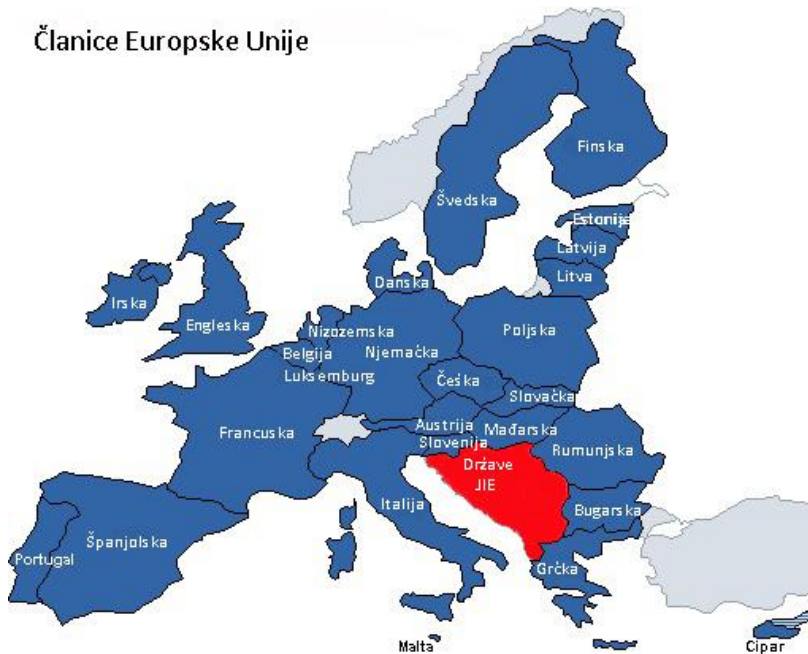 Članice Europske Unije
Finska
Švedska
Estonija
Latvija
Litva
Danska
Irska
Engleska
Nizozemska
Poljska
Belgija
Njemačka
Luksemburg
Češka
Slovačka
Austrija
Mađarska
Francuska
Slovenija
Rumunjska
Države
JIE
Italija
Bugarska
Španjolska
Portugal
Grčka
Malta
Cipar